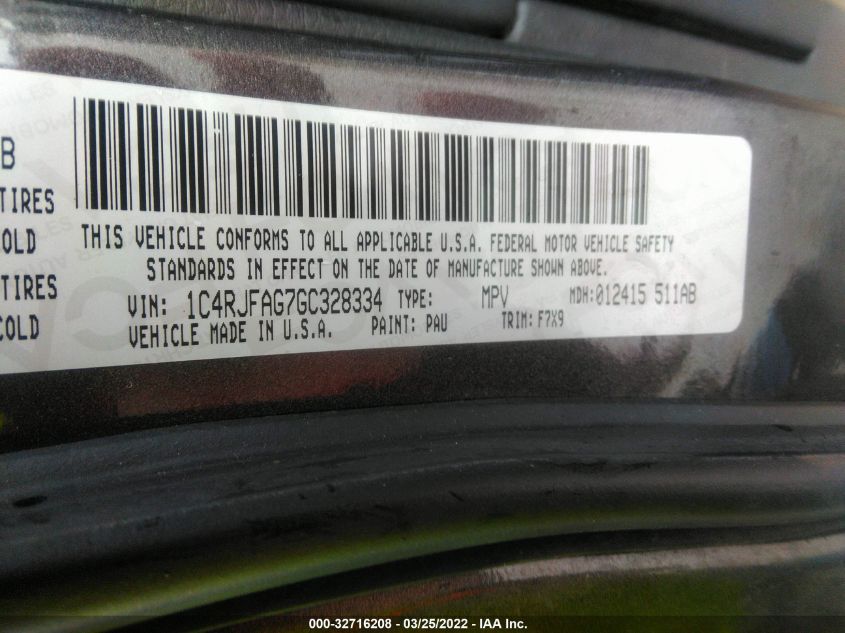 B
TIRES
COLD
TIRES
COLD
THIS VEHICLE CONFORMS TO ALL APPLICABLE U.S.A. FEDERAL MOTOR VEHICLE SAFETY
STANDARDS IN EFFECT ON THE DATE OF MANUFACTURE SHOWN ABOVE.
VIN: 1C4RJFAG7GC328334 TYPE: MPV MDH:012415 511AB
VEHICLE MADE IN U.S.A. PAINT: PAU TRIM: F7X9
000-32716208 - 03/25/2022 - IAA Inc.